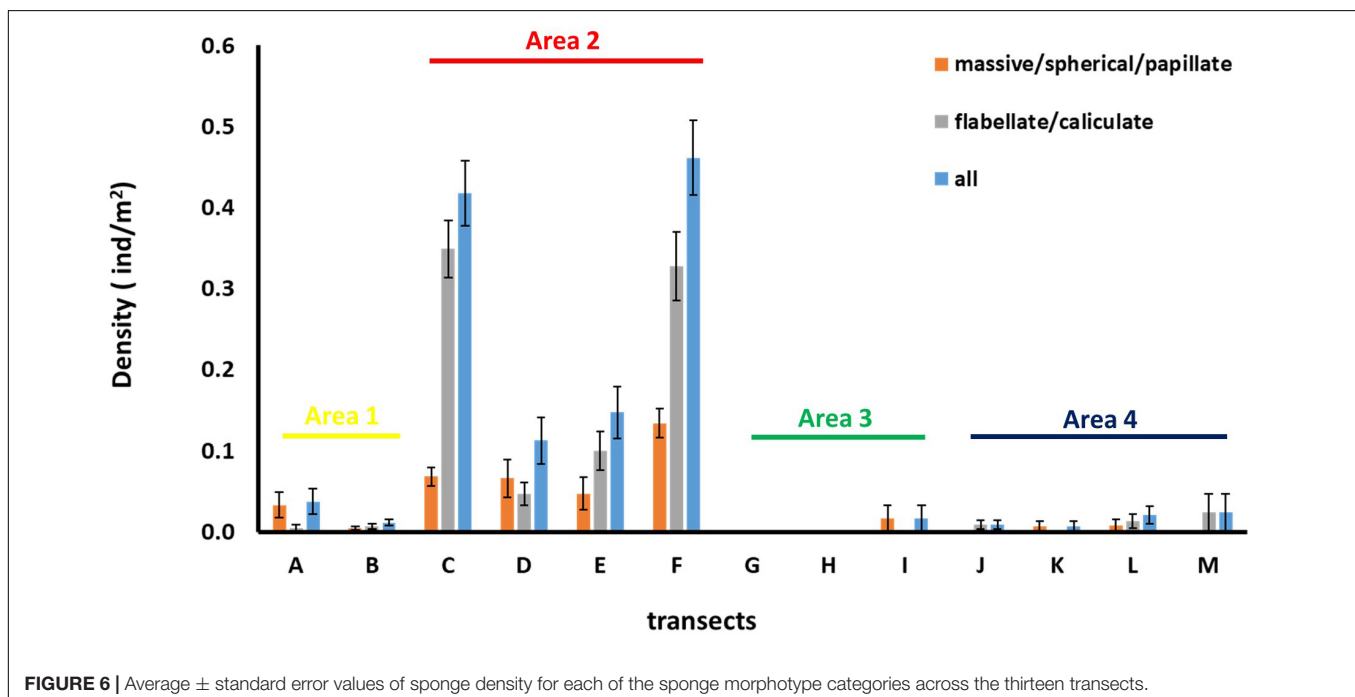 Area 2
0.6
massive/spherical/papillate
0.5
flabellate/caliculate
all
0.4
Density ( ind/m²)
0.3
0.2
Area 1
Area 3
Area 4
0.1
0.0
A B C D E F G H I J K L M
transects
FIGURE 6 | Average ± standard error values of sponge density for each of the sponge morphotype categories across the thirteen transects.